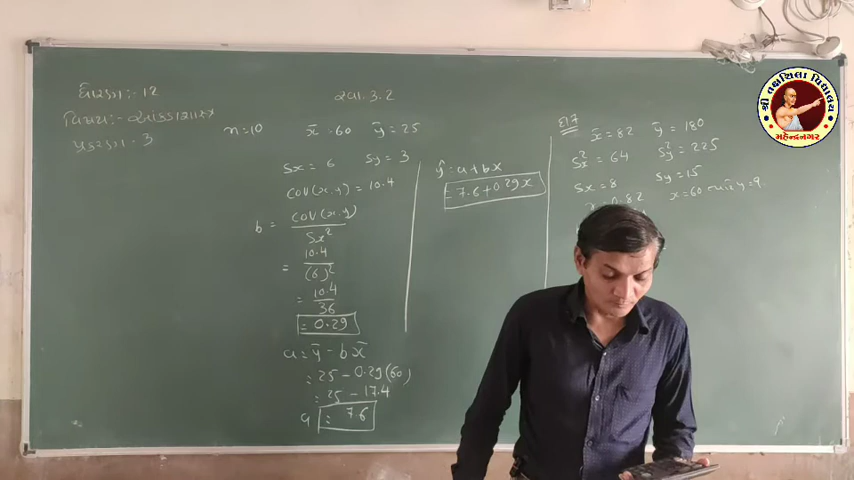 ધોરણ :- 12
વિષય :- આંકડાશાસ્ત્ર
પ્રકરણ - 3
સ્વા. 3.2
n=10 x̄ = 60 ȳ = 25
Sx = 6 Sy = 3
COV(x,y) = 10.4
b = COV(x,y) / Sx²
= 10.4 / (6)²
= 10.4 / 36
= 0.29
a = ȳ - b x̄
= 25 - 0.29(60)
= 25 - 17.4
a = 7.6
ŷ = a + bx
= 7.6 + 0.29x
x̄ = 82 ȳ = 180
Sx² = 64 Sy² = 225
Sx = 8 Sy = 15
x = 60 y = ?
શ્રી તક્ષશિલા વિદ્યાલય
મહેન્દ્રનગર